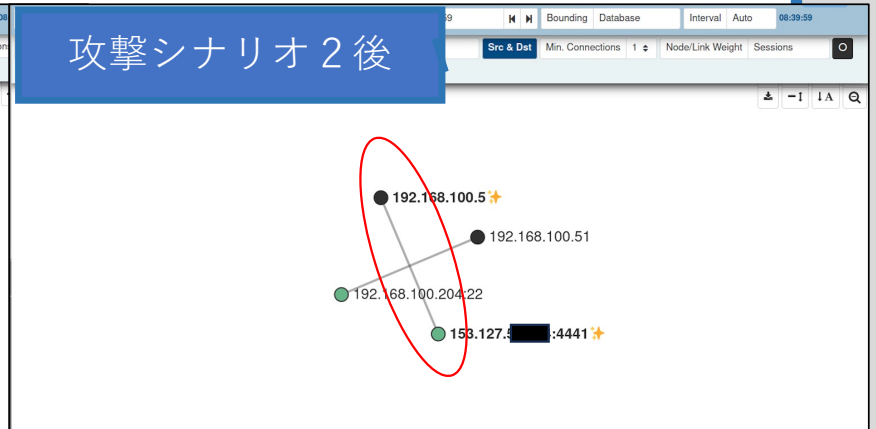 攻撃シナリオ２後
Bounding Database Interval Auto 08:39:59
Src & Dst Min. Connections 1 Node/Link Weight Sessions
192.168.100.5✨
192.168.100.51
192.168.100.204:22
153.127. :4441✨